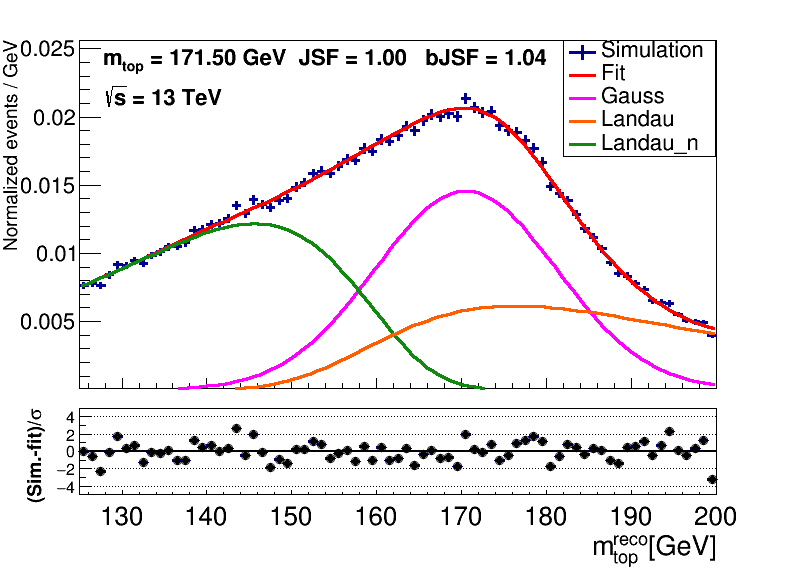 m_top = 171.50 GeV JSF = 1.00 bJSF = 1.04
√s = 13 TeV
Simulation
Fit
Gauss
Landau
Landau_n
Normalized events / GeV
0.025
0.02
0.015
0.01
0.005
(Sim.-fit)/σ
4
2
0
−2
−4
130 140 150 160 170 180 190 200
m_top^reco[GeV]